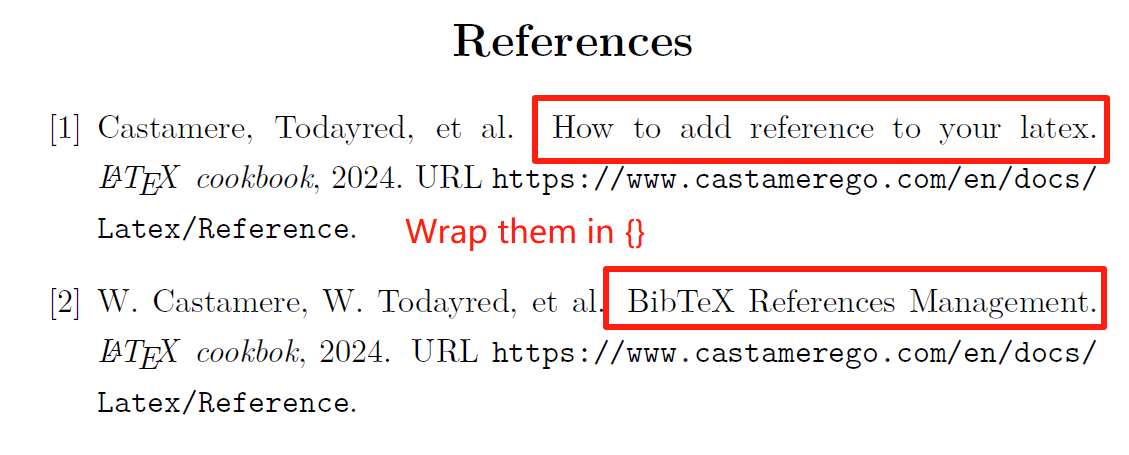 References
[1] Castamere, Todayred, et al. How to add reference to your latex.
LATEX cookbook, 2024. URL https://www.castamerego.com/en/docs/
Latex/Reference.
Wrap them in {}
[2] W. Castamere, W. Todayred, et al. BibTeX References Management.
LATEX cookbok, 2024. URL https://www.castamerego.com/en/docs/
Latex/Reference.